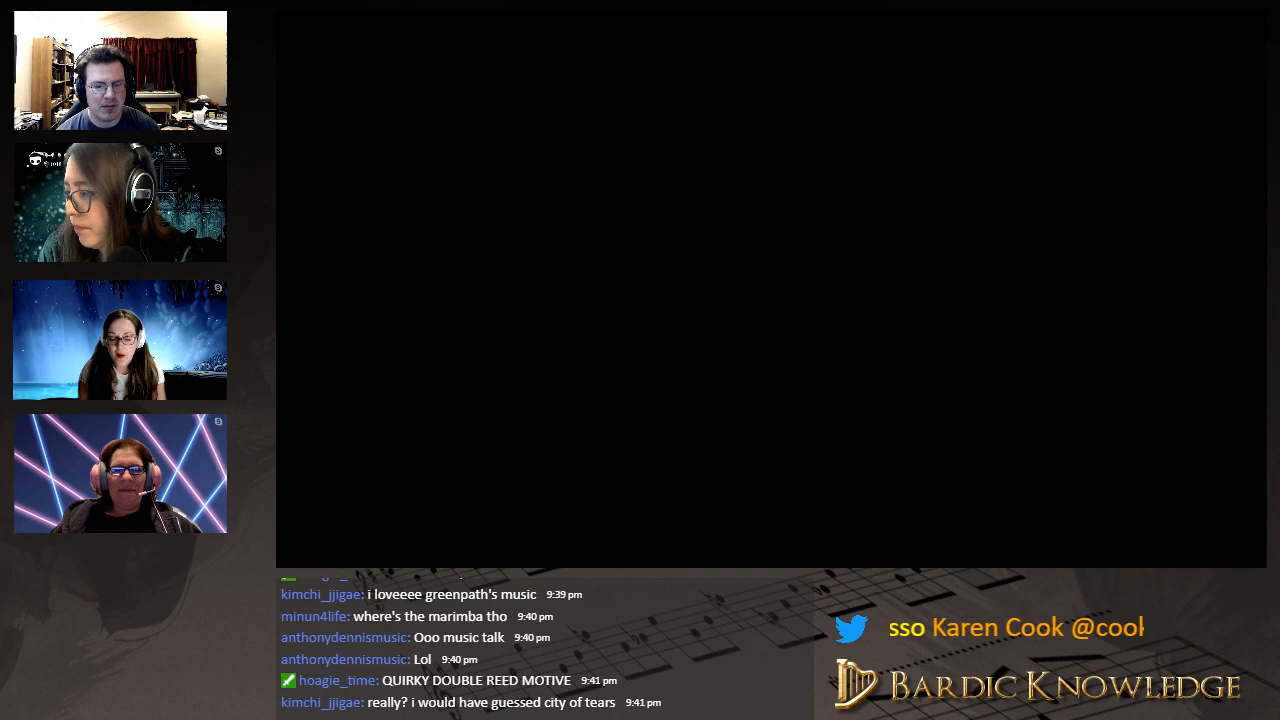 kimchi_jjigae: i loveeee greenpath's music 9:39 pm
minun4life: where's the marimba tho 9:40 pm
anthonydennismusic: Ooo music talk 9:40 pm
anthonydennismusic: Lol 9:40 pm
hoagie_time: QUIRKY DOUBLE REED MOTIVE 9:41 pm
kimchi_jjigae: really? i would have guessed city of tears 9:41 pm
sso Karen Cook @cool
BARDIC KNOWLEDGE